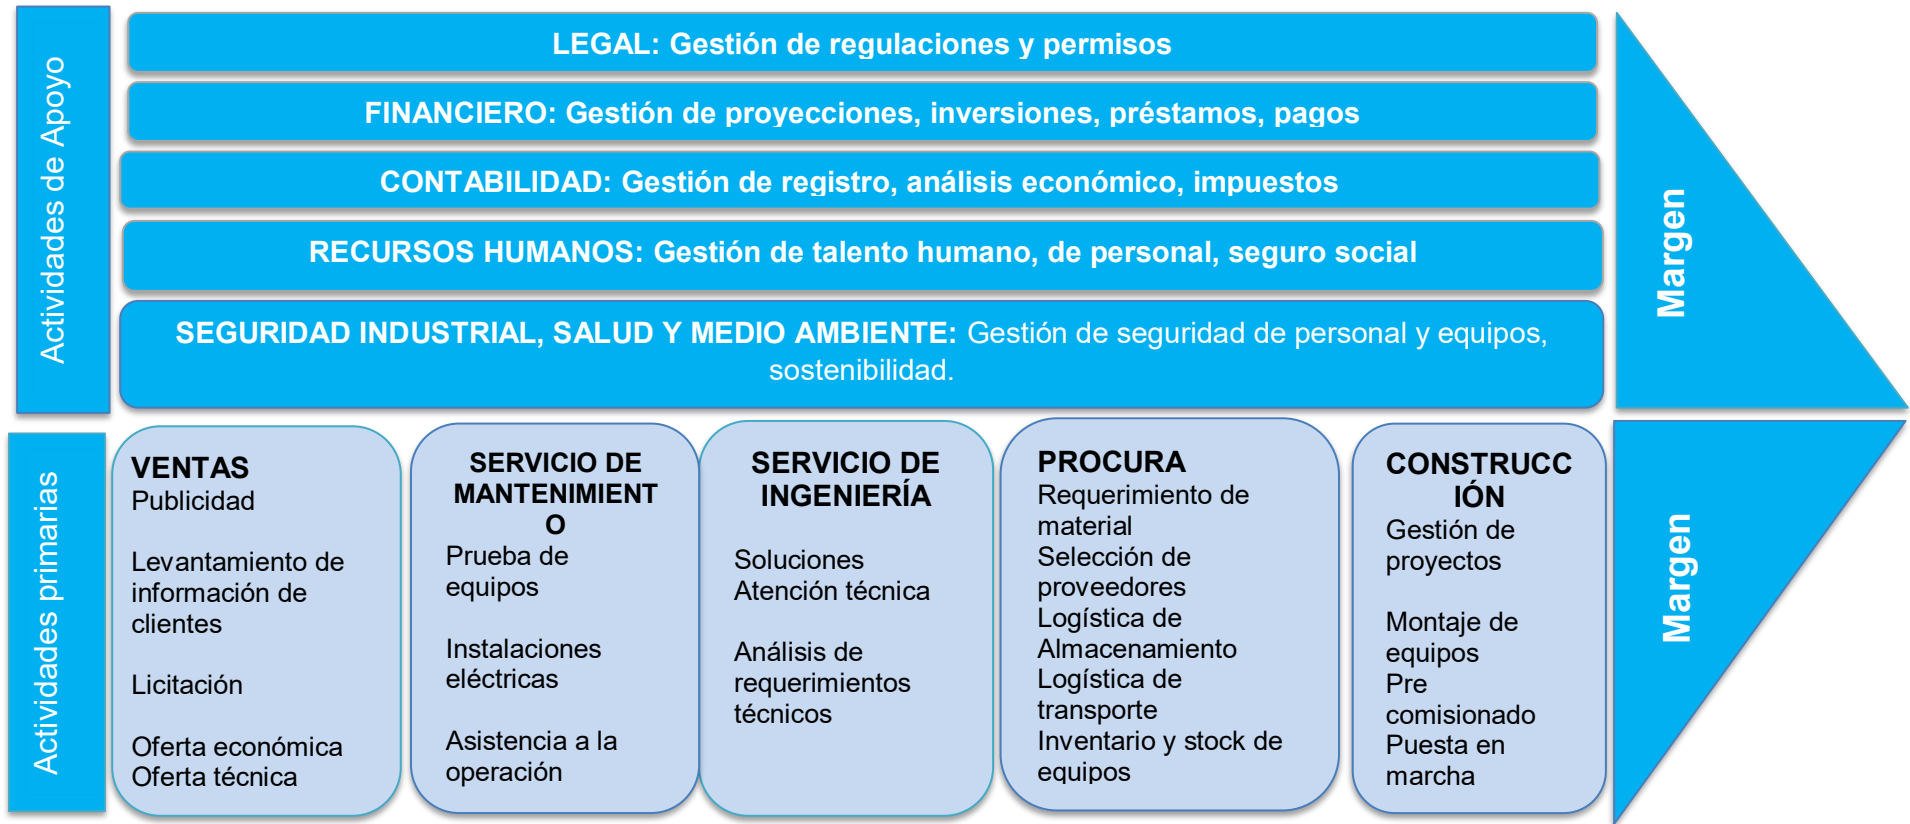 Actividades de Apoyo
LEGAL: Gestión de regulaciones y permisos
FINANCIERO: Gestión de proyecciones, inversiones, préstamos, pagos
CONTABILIDAD: Gestión de registro, análisis económico, impuestos
RECURSOS HUMANOS: Gestión de talento humano, de personal, seguro social
SEGURIDAD INDUSTRIAL, SALUD Y MEDIO AMBIENTE: Gestión de seguridad de personal y equipos,
sostenibilidad.
Margen
Actividades primarias
VENTAS
Publicidad
Levantamiento de
información de
clientes
Licitación
Oferta económica
Oferta técnica
SERVICIO DE
MANTENIMIENT
O
Prueba de
equipos
Instalaciones
eléctricas
Asistencia a la
operación
SERVICIO DE
INGENIERÍA
Soluciones
Atención técnica
Análisis de
requerimientos
técnicos
PROCURA
Requerimiento de
material
Selección de
proveedores
Logística de
Almacenamiento
Logística de
transporte
Inventario y stock de
equipos
CONSTRUCC
IÓN
Gestión de
proyectos
Montaje de
equipos
Pre
comisionado
Puesta en
marcha
Margen